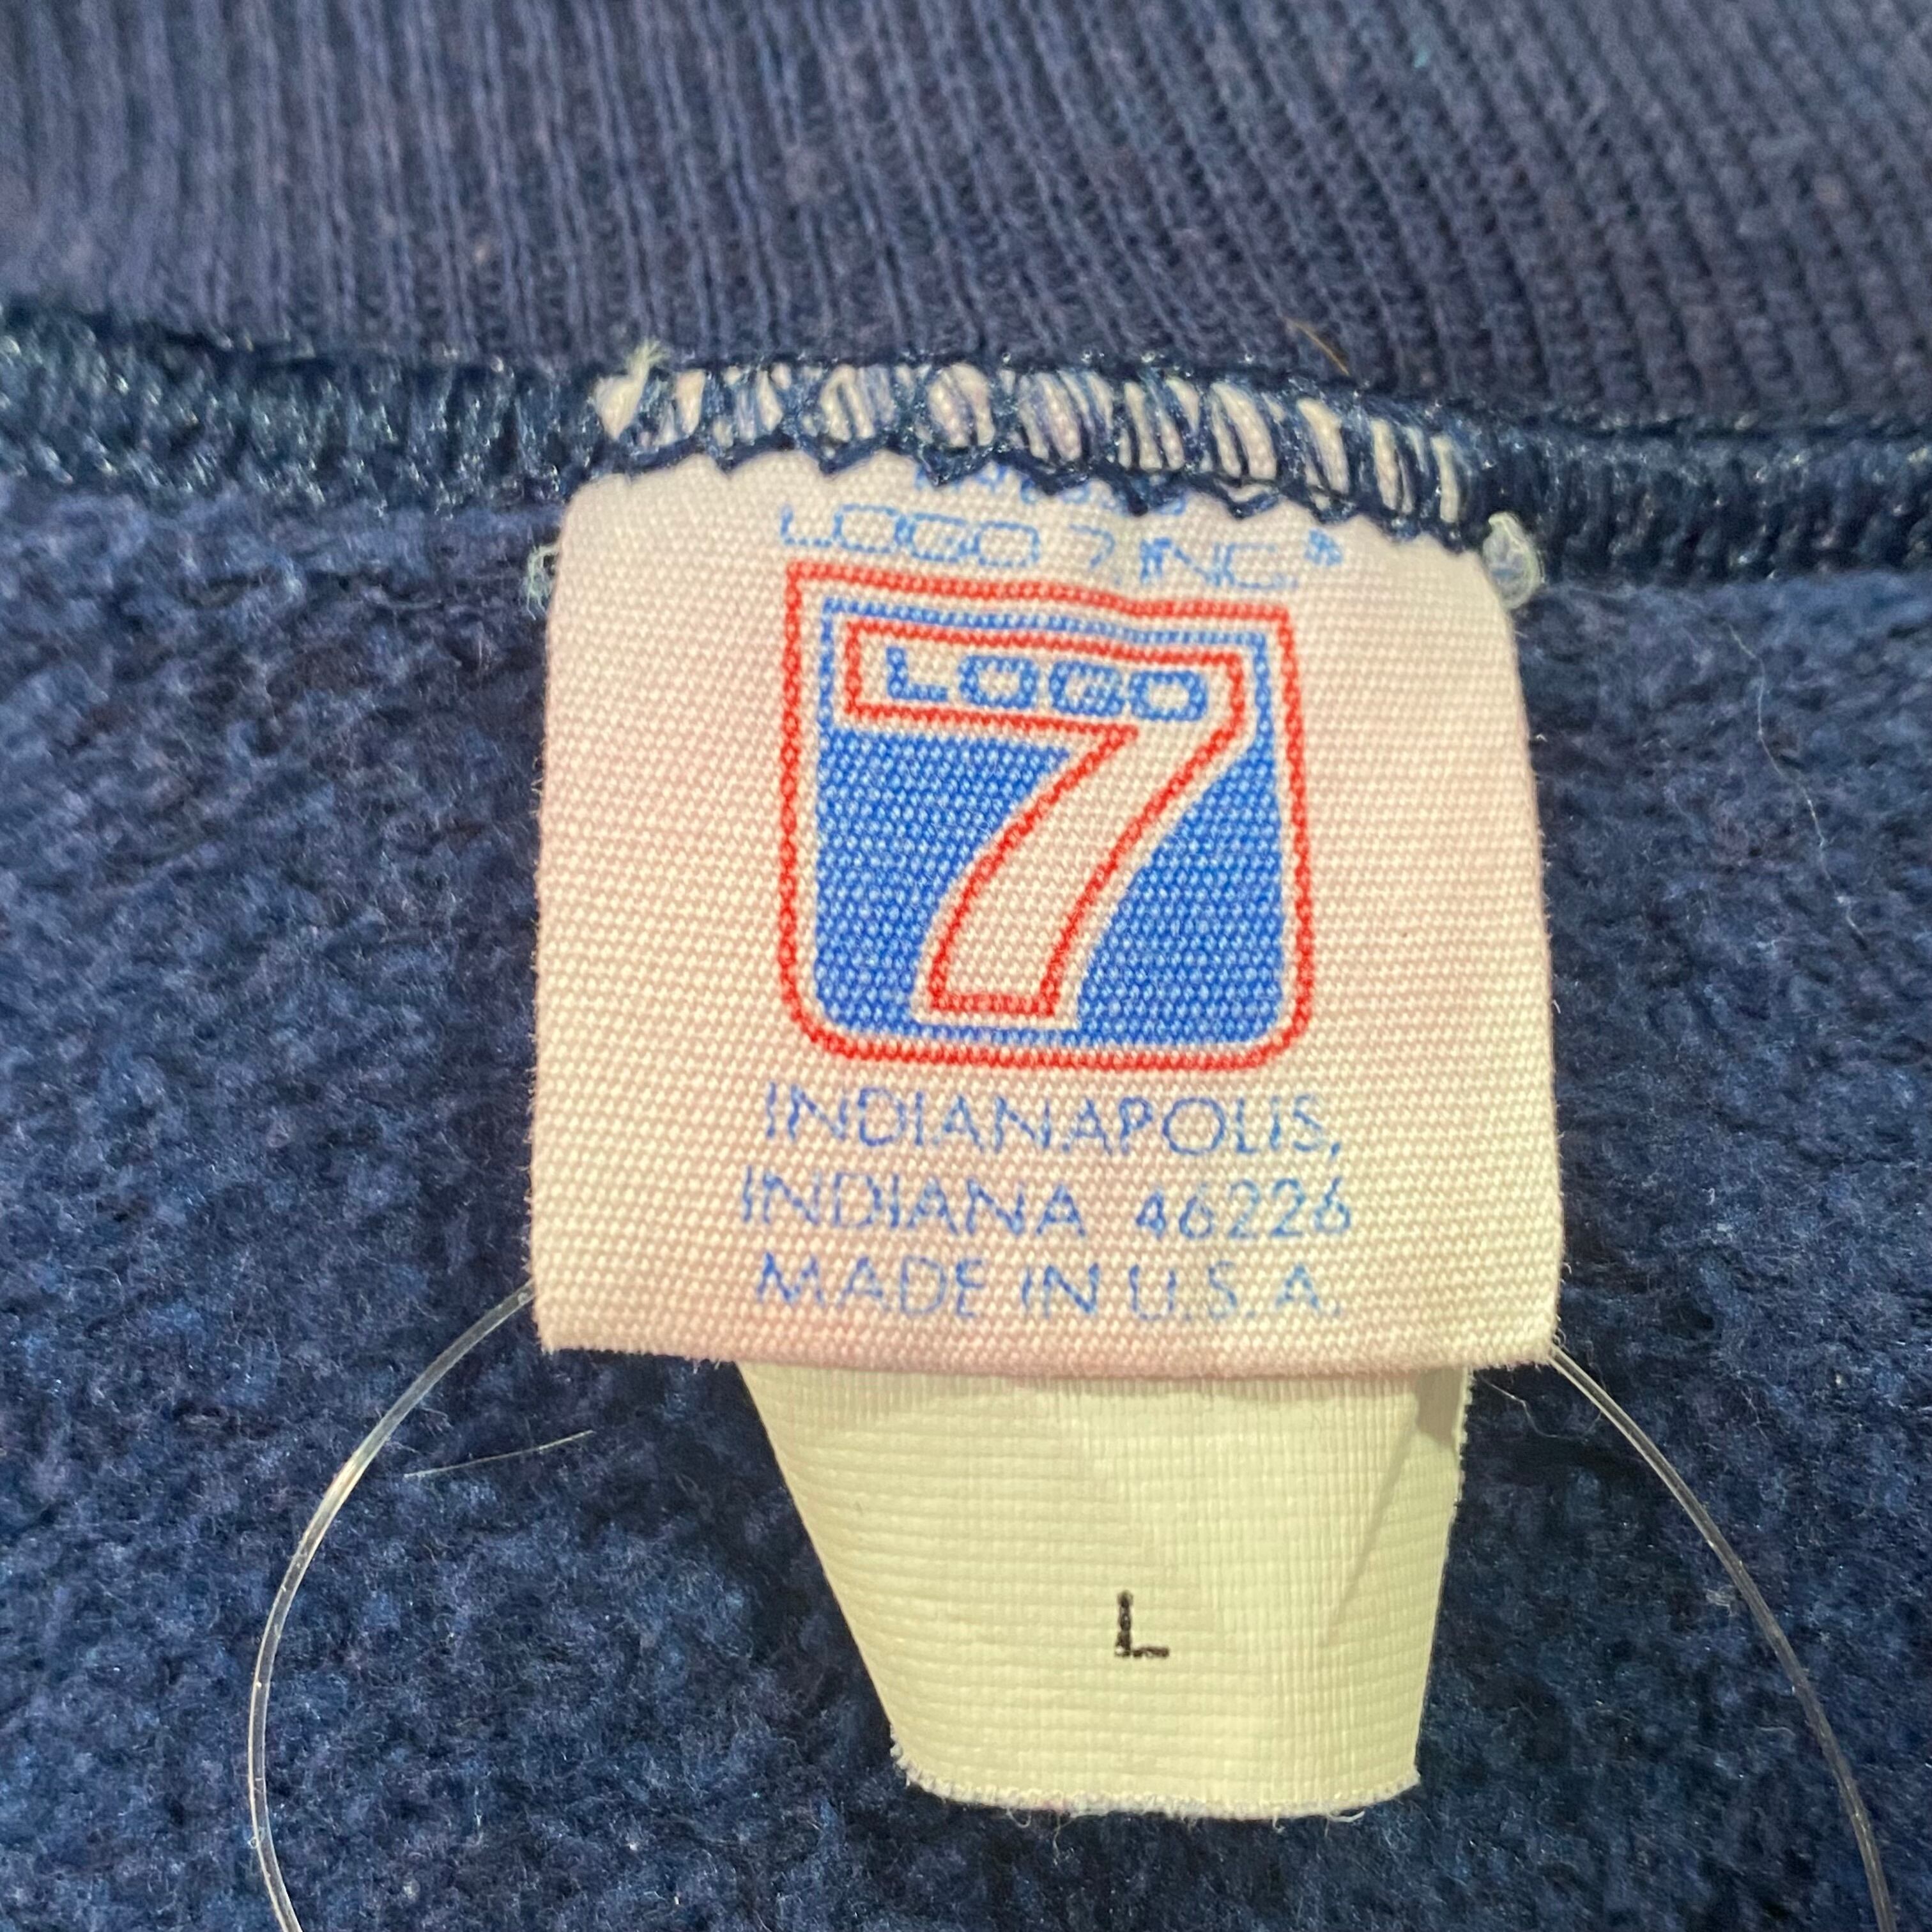 LOGO 7, INC.®
LOGO
7
INDIANAPOLIS,
INDIANA 46226
MADE IN U.S.A.
L